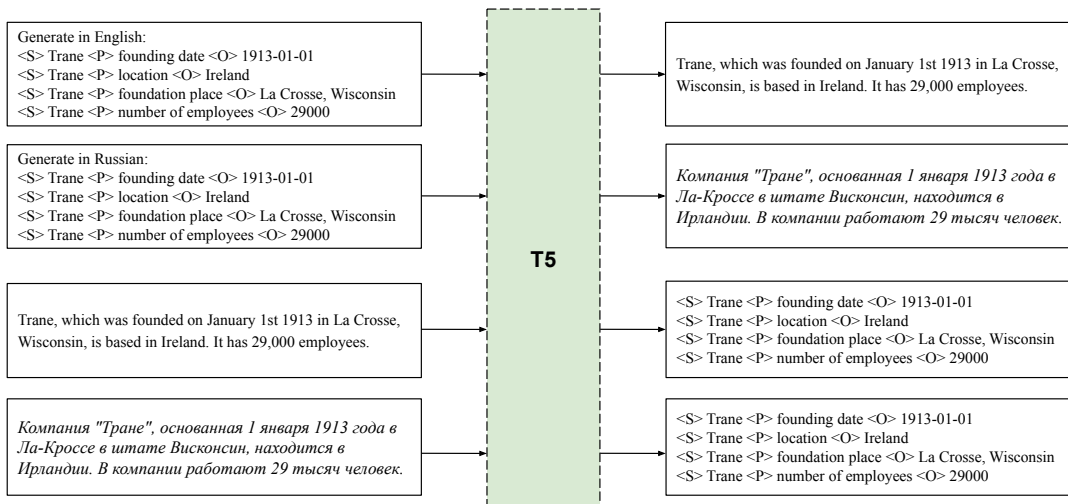 Generate in English:
<S> Trane <P> founding date <O> 1913-01-01
<S> Trane <P> location <O> Ireland
<S> Trane <P> foundation place <O> La Crosse, Wisconsin
<S> Trane <P> number of employees <O> 29000
Trane, which was founded on January 1st 1913 in La Crosse,
Wisconsin, is based in Ireland. It has 29,000 employees.
Generate in Russian:
<S> Trane <P> founding date <O> 1913-01-01
<S> Trane <P> location <O> Ireland
<S> Trane <P> foundation place <O> La Crosse, Wisconsin
<S> Trane <P> number of employees <O> 29000
Компания "Тране", основанная 1 января 1913 года в
Ла-Кроссе в штате Висконсин, находится в
Ирландии. В компании работают 29 тысяч человек.
T5
Trane, which was founded on January 1st 1913 in La Crosse,
Wisconsin, is based in Ireland. It has 29,000 employees.
<S> Trane <P> founding date <O> 1913-01-01
<S> Trane <P> location <O> Ireland
<S> Trane <P> foundation place <O> La Crosse, Wisconsin
<S> Trane <P> number of employees <O> 29000
Компания "Тране", основанная 1 января 1913 года в
Ла-Кроссе в штате Висконсин, находится в
Ирландии. В компании работают 29 тысяч человек.
<S> Trane <P> founding date <O> 1913-01-01
<S> Trane <P> location <O> Ireland
<S> Trane <P> foundation place <O> La Crosse, Wisconsin
<S> Trane <P> number of employees <O> 29000